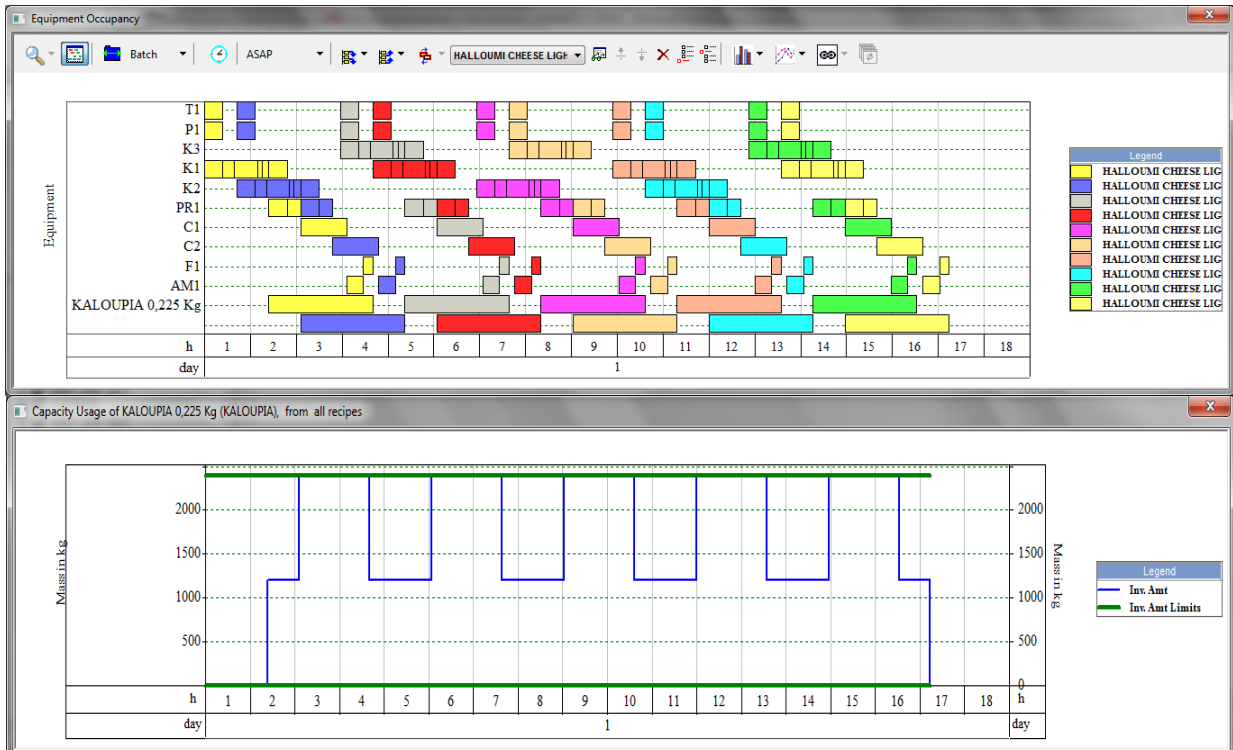 Equipment Occupancy
Batch
ASAP
HALLOUMI CHEESE LIGH
Equipment
T1
P1
K3
K1
K2
PR1
C1
C2
F1
AM1
KALOUPIA 0,225 Kg
h 1 2 3 4 5 6 7 8 9 10 11 12 13 14 15 16 17 18
day 1
Legend
HALLOUMI CHEESE LIG
HALLOUMI CHEESE LIG
HALLOUMI CHEESE LIG
HALLOUMI CHEESE LIG
HALLOUMI CHEESE LIG
HALLOUMI CHEESE LIG
HALLOUMI CHEESE LIG
HALLOUMI CHEESE LIG
HALLOUMI CHEESE LIG
HALLOUMI CHEESE LIG
Capacity Usage of KALOUPIA 0,225 Kg (KALOUPIA), from all recipes
Mass in kg
2000
1500
1000
500
2000
1500
1000
500
0
Mass in kg
h 1 2 3 4 5 6 7 8 9 10 11 12 13 14 15 16 17 18 h
day 1 day
Legend
Inv. Amt
Inv. Amt Limits